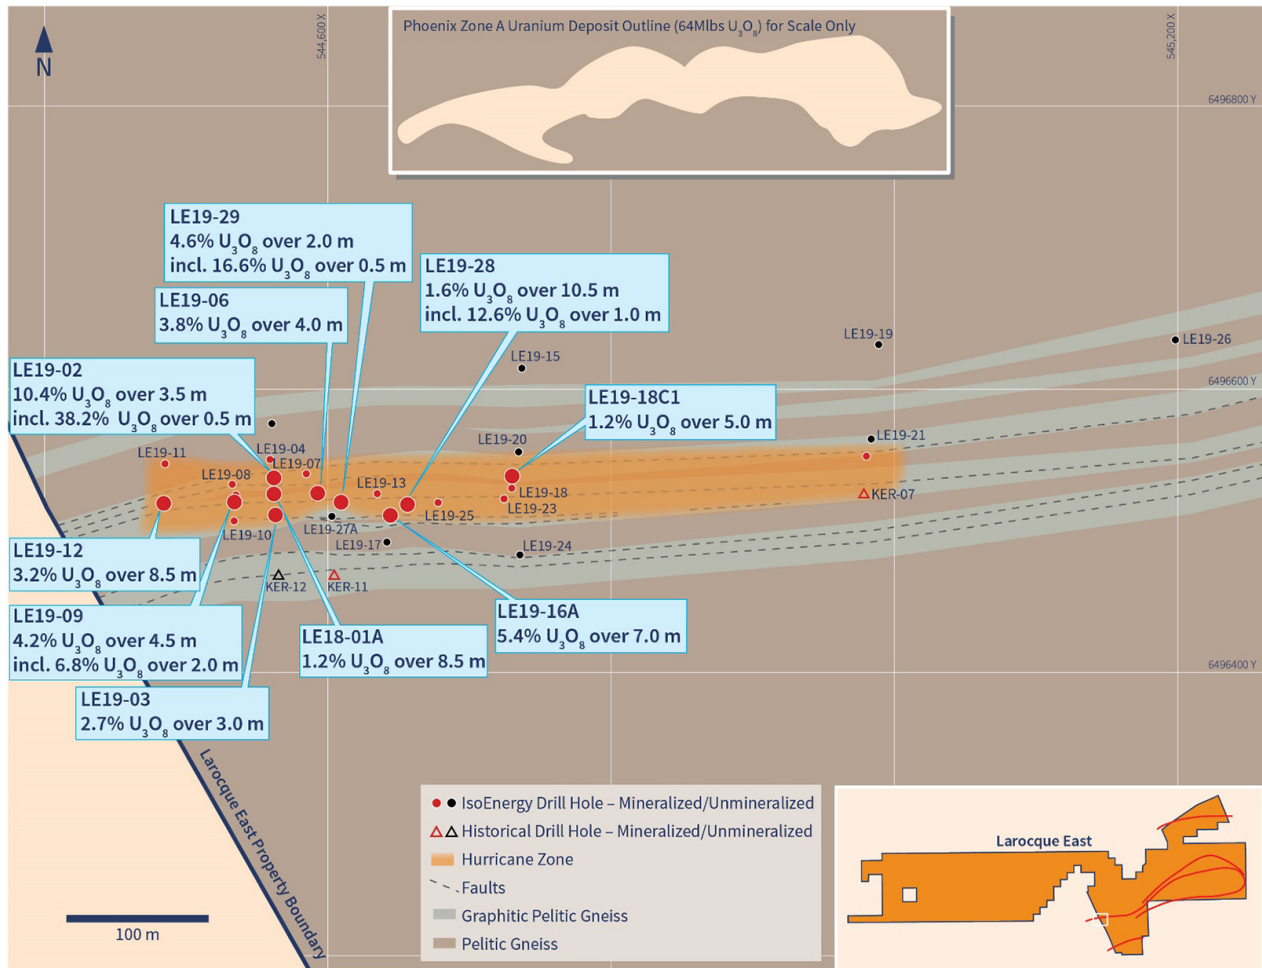 Phoenix Zone A Uranium Deposit Outline (64Mlbs U₃O₈) for Scale Only
N
544,600 X
545,200 X
6496800 Y
LE19-29
4.6% U₃O₈ over 2.0 m
incl. 16.6% U₃O₈ over 0.5 m
LE19-28
1.6% U₃O₈ over 10.5 m
incl. 12.6% U₃O₈ over 1.0 m
LE19-06
3.8% U₃O₈ over 4.0 m
LE19-19
LE19-26
LE19-15
LE19-02
10.4% U₃O₈ over 3.5 m
incl. 38.2% U₃O₈ over 0.5 m
6496600 Y
LE19-18C1
1.2% U₃O₈ over 5.0 m
LE19-20
LE19-21
LE19-11
LE19-04
LE19-07
LE19-08
LE19-13
LE19-18
KER-07
LE19-23
LE19-25
LE19-27A
LE19-10
LE19-17
LE19-24
LE19-12
3.2% U₃O₈ over 8.5 m
KER-12
KER-11
LE19-09
4.2% U₃O₈ over 4.5 m
incl. 6.8% U₃O₈ over 2.0 m
LE19-16A
5.4% U₃O₈ over 7.0 m
LE18-01A
1.2% U₃O₈ over 8.5 m
6496400 Y
LE19-03
2.7% U₃O₈ over 3.0 m
Larocque East Property Boundary
IsoEnergy Drill Hole – Mineralized/Unmineralized
Historical Drill Hole – Mineralized/Unmineralized
Hurricane Zone
Faults
Graphitic Pelitic Gneiss
Pelitic Gneiss
100 m
Larocque East